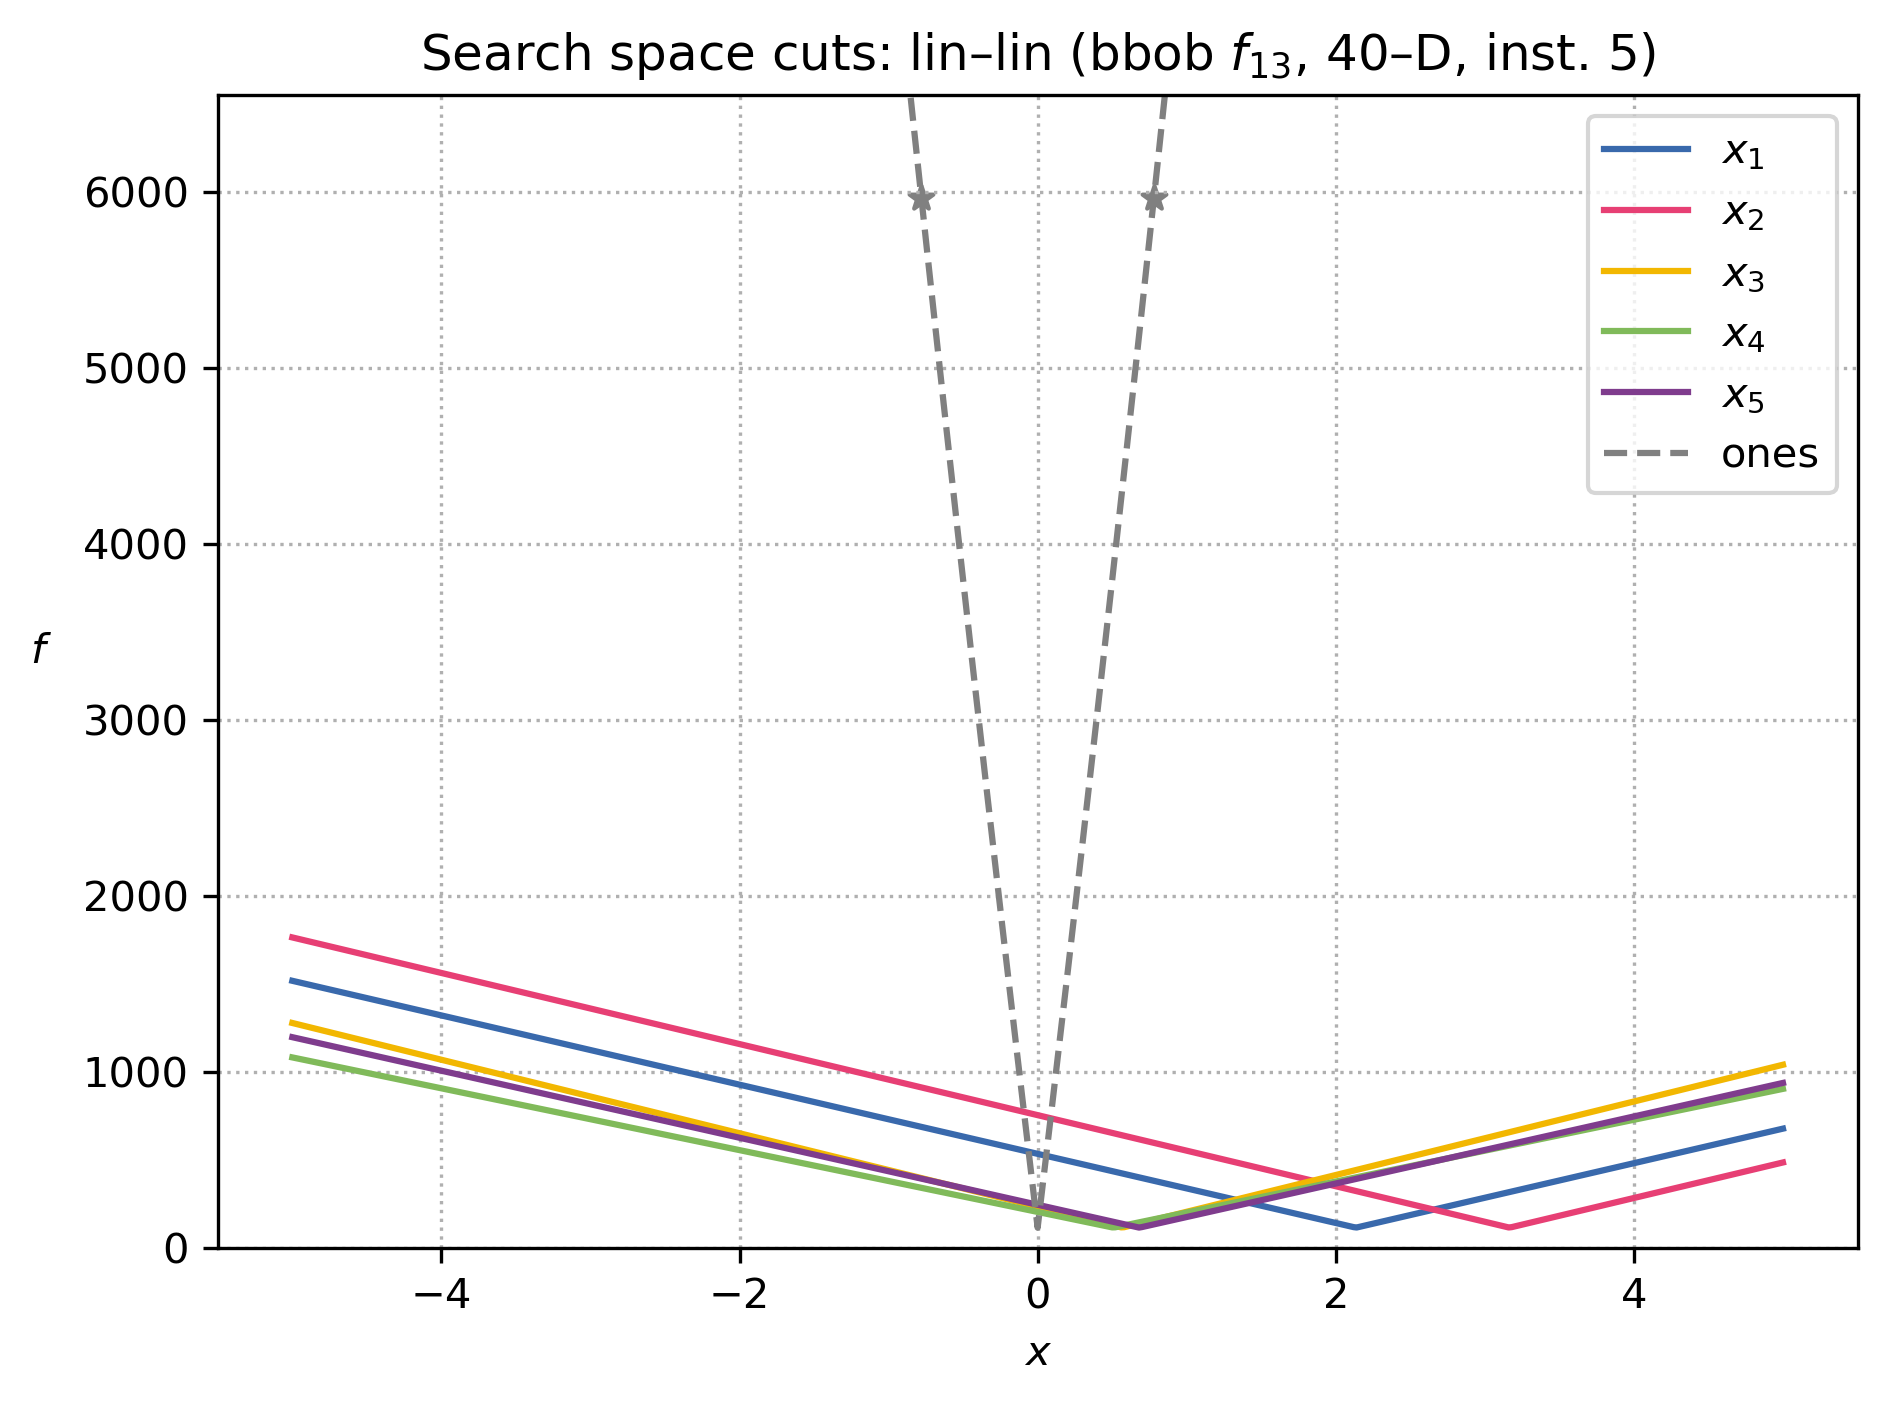 Search space cuts: lin–lin (bbob f₁₃, 40–D, inst. 5)
x₁
x₂
x₃
x₄
x₅
ones
f
6000
5000
4000
3000
2000
1000
0
−4 −2 0 2 4
x